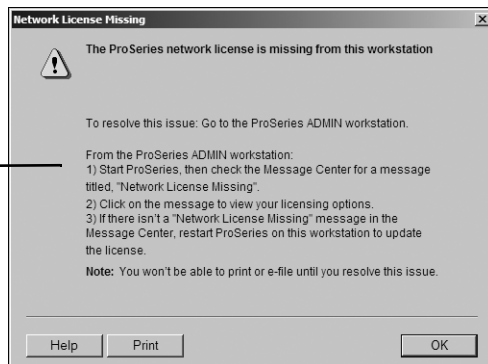 Network License Missing
The ProSeries network license is missing from this workstation
To resolve this issue: Go to the ProSeries ADMIN workstation.
From the ProSeries ADMIN workstation:
1) Start ProSeries, then check the Message Center for a message
titled, "Network License Missing".
2) Click on the message to view your licensing options.
3) If there isn't a "Network License Missing" message in the
Message Center, restart ProSeries on this workstation to update
the license.
Note: You won't be able to print or e-file until you resolve this issue.
Help Print OK